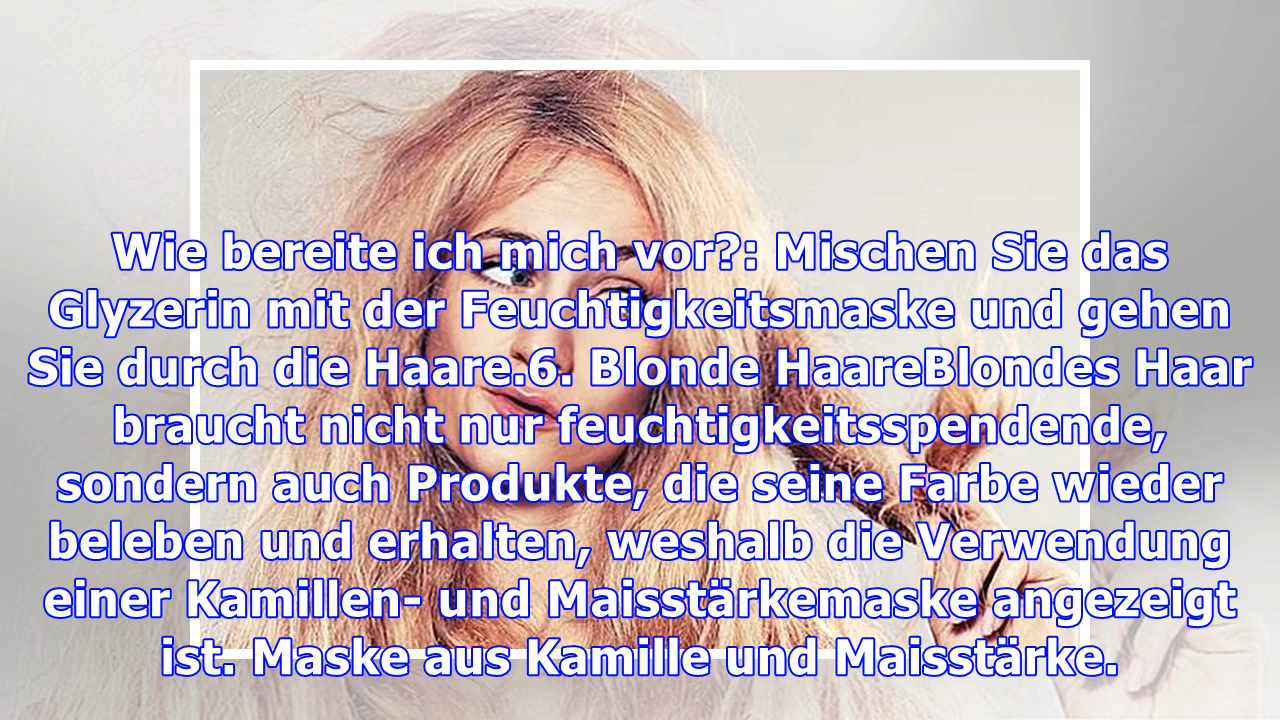 Wie bereite ich mich vor?: Mischen Sie das
Glyzerin mit der Feuchtigkeitsmaske und gehen
Sie durch die Haare.6. Blonde HaareBlondes Haar
braucht nicht nur feuchtigkeitsspendende,
sondern auch Produkte, die seine Farbe wieder
beleben und erhalten, weshalb die Verwendung
einer Kamillen- und Maisstärkemaske angezeigt
ist. Maske aus Kamille und Maisstärke.